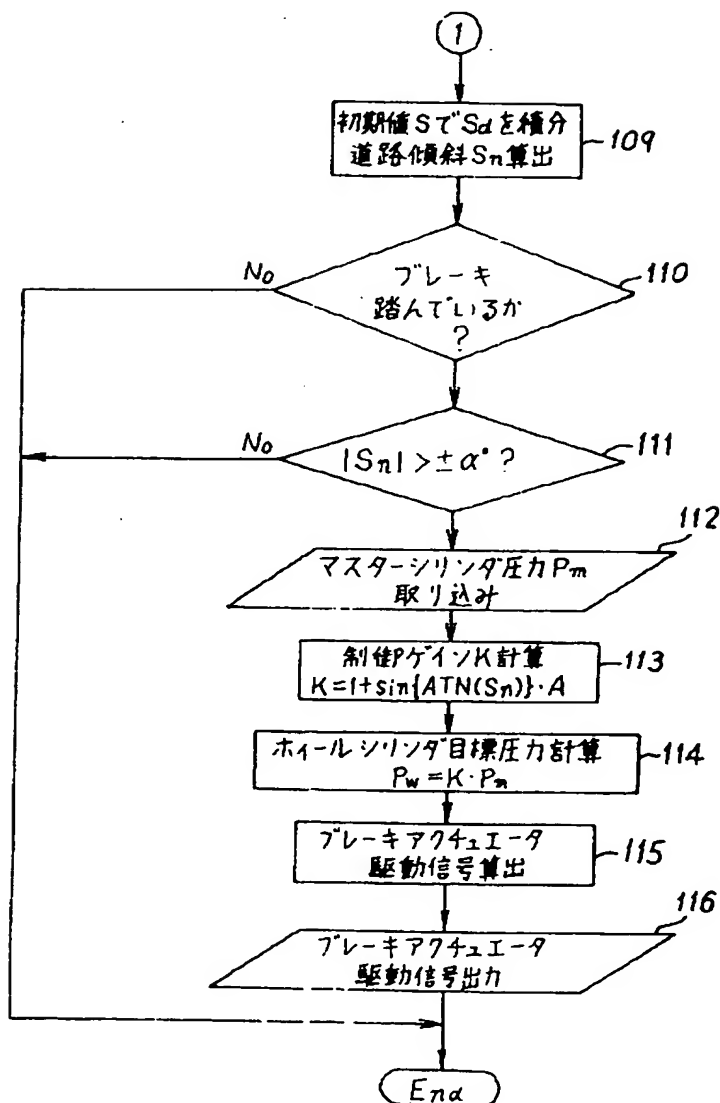 1
初期値SでSdを積分
道路傾斜Sn算出
109
No
ブレーキ
踏んでいるか
?
110
No
|Sn| > ±α° ?
111
112
マスターシリンダ圧力Pm
取り込み
制御PゲインK計算
K=1+sin{ATN(Sn)}·A
113
ホイールシリンダ目標圧力計算
Pw=K·Pm
114
ブレーキアクチュエータ
駆動信号算出
115
116
ブレーキアクチュエータ
駆動信号出力
End